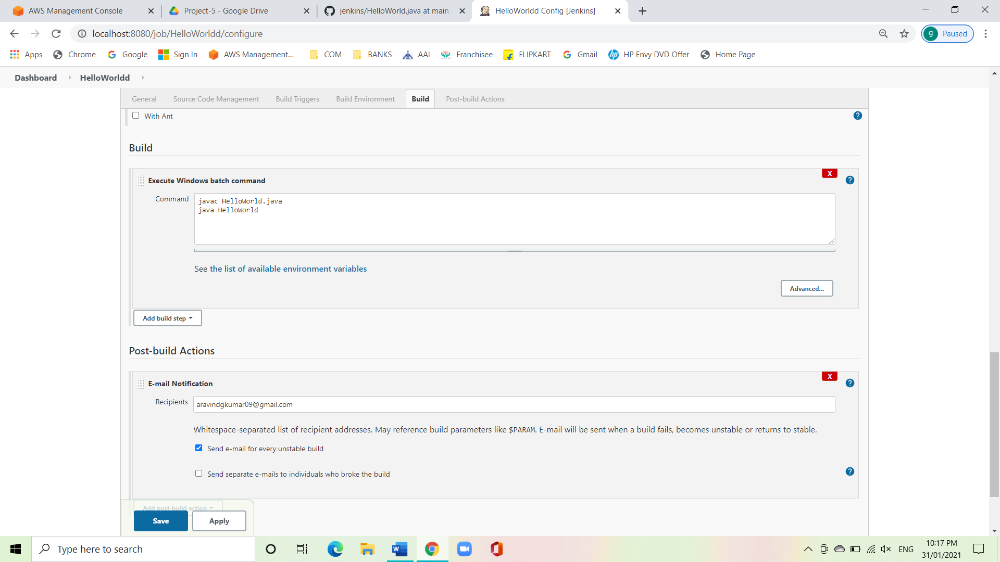 AWS Management Console
Project-5 - Google Drive
jenkins/HelloWorld.java at main
HelloWorldd Config [Jenkins]
localhost:8080/job/HelloWorldd/configure
g Paused
Apps Chrome Google Sign In AWS Management... COM BANKS AAI Franchisee FLIPKART Gmail HP Envy DVD Offer Home Page
Dashboard HelloWorldd
General Source Code Management Build Triggers Build Environment Build Post-build Actions
With Ant ?
Build
X
Execute Windows batch command ?
Command
javac HelloWorld.java
java HelloWorld
See the list of available environment variables
Advanced...
Add build step
Post-build Actions
X
E-mail Notification ?
Recipients aravindgkumar09@gmail.com
Whitespace-separated list of recipient addresses. May reference build parameters like $PARAM. E-mail will be sent when a build fails, becomes unstable or returns to stable.
Send e-mail for every unstable build
Send separate e-mails to individuals who broke the build ?
Add post-build action
Save Apply
Type here to search
ENG
10:17 PM
31/01/2021